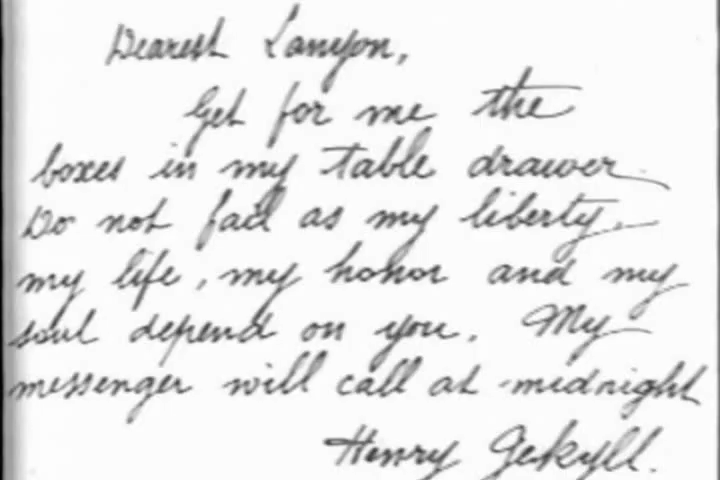 Dearest Lanyon,
Get for me the
boxes in my table drawer.
Do not fail as my liberty,
my life, my honor and my
soul depend on you. My
messenger will call at midnight
Henry Jekyll.